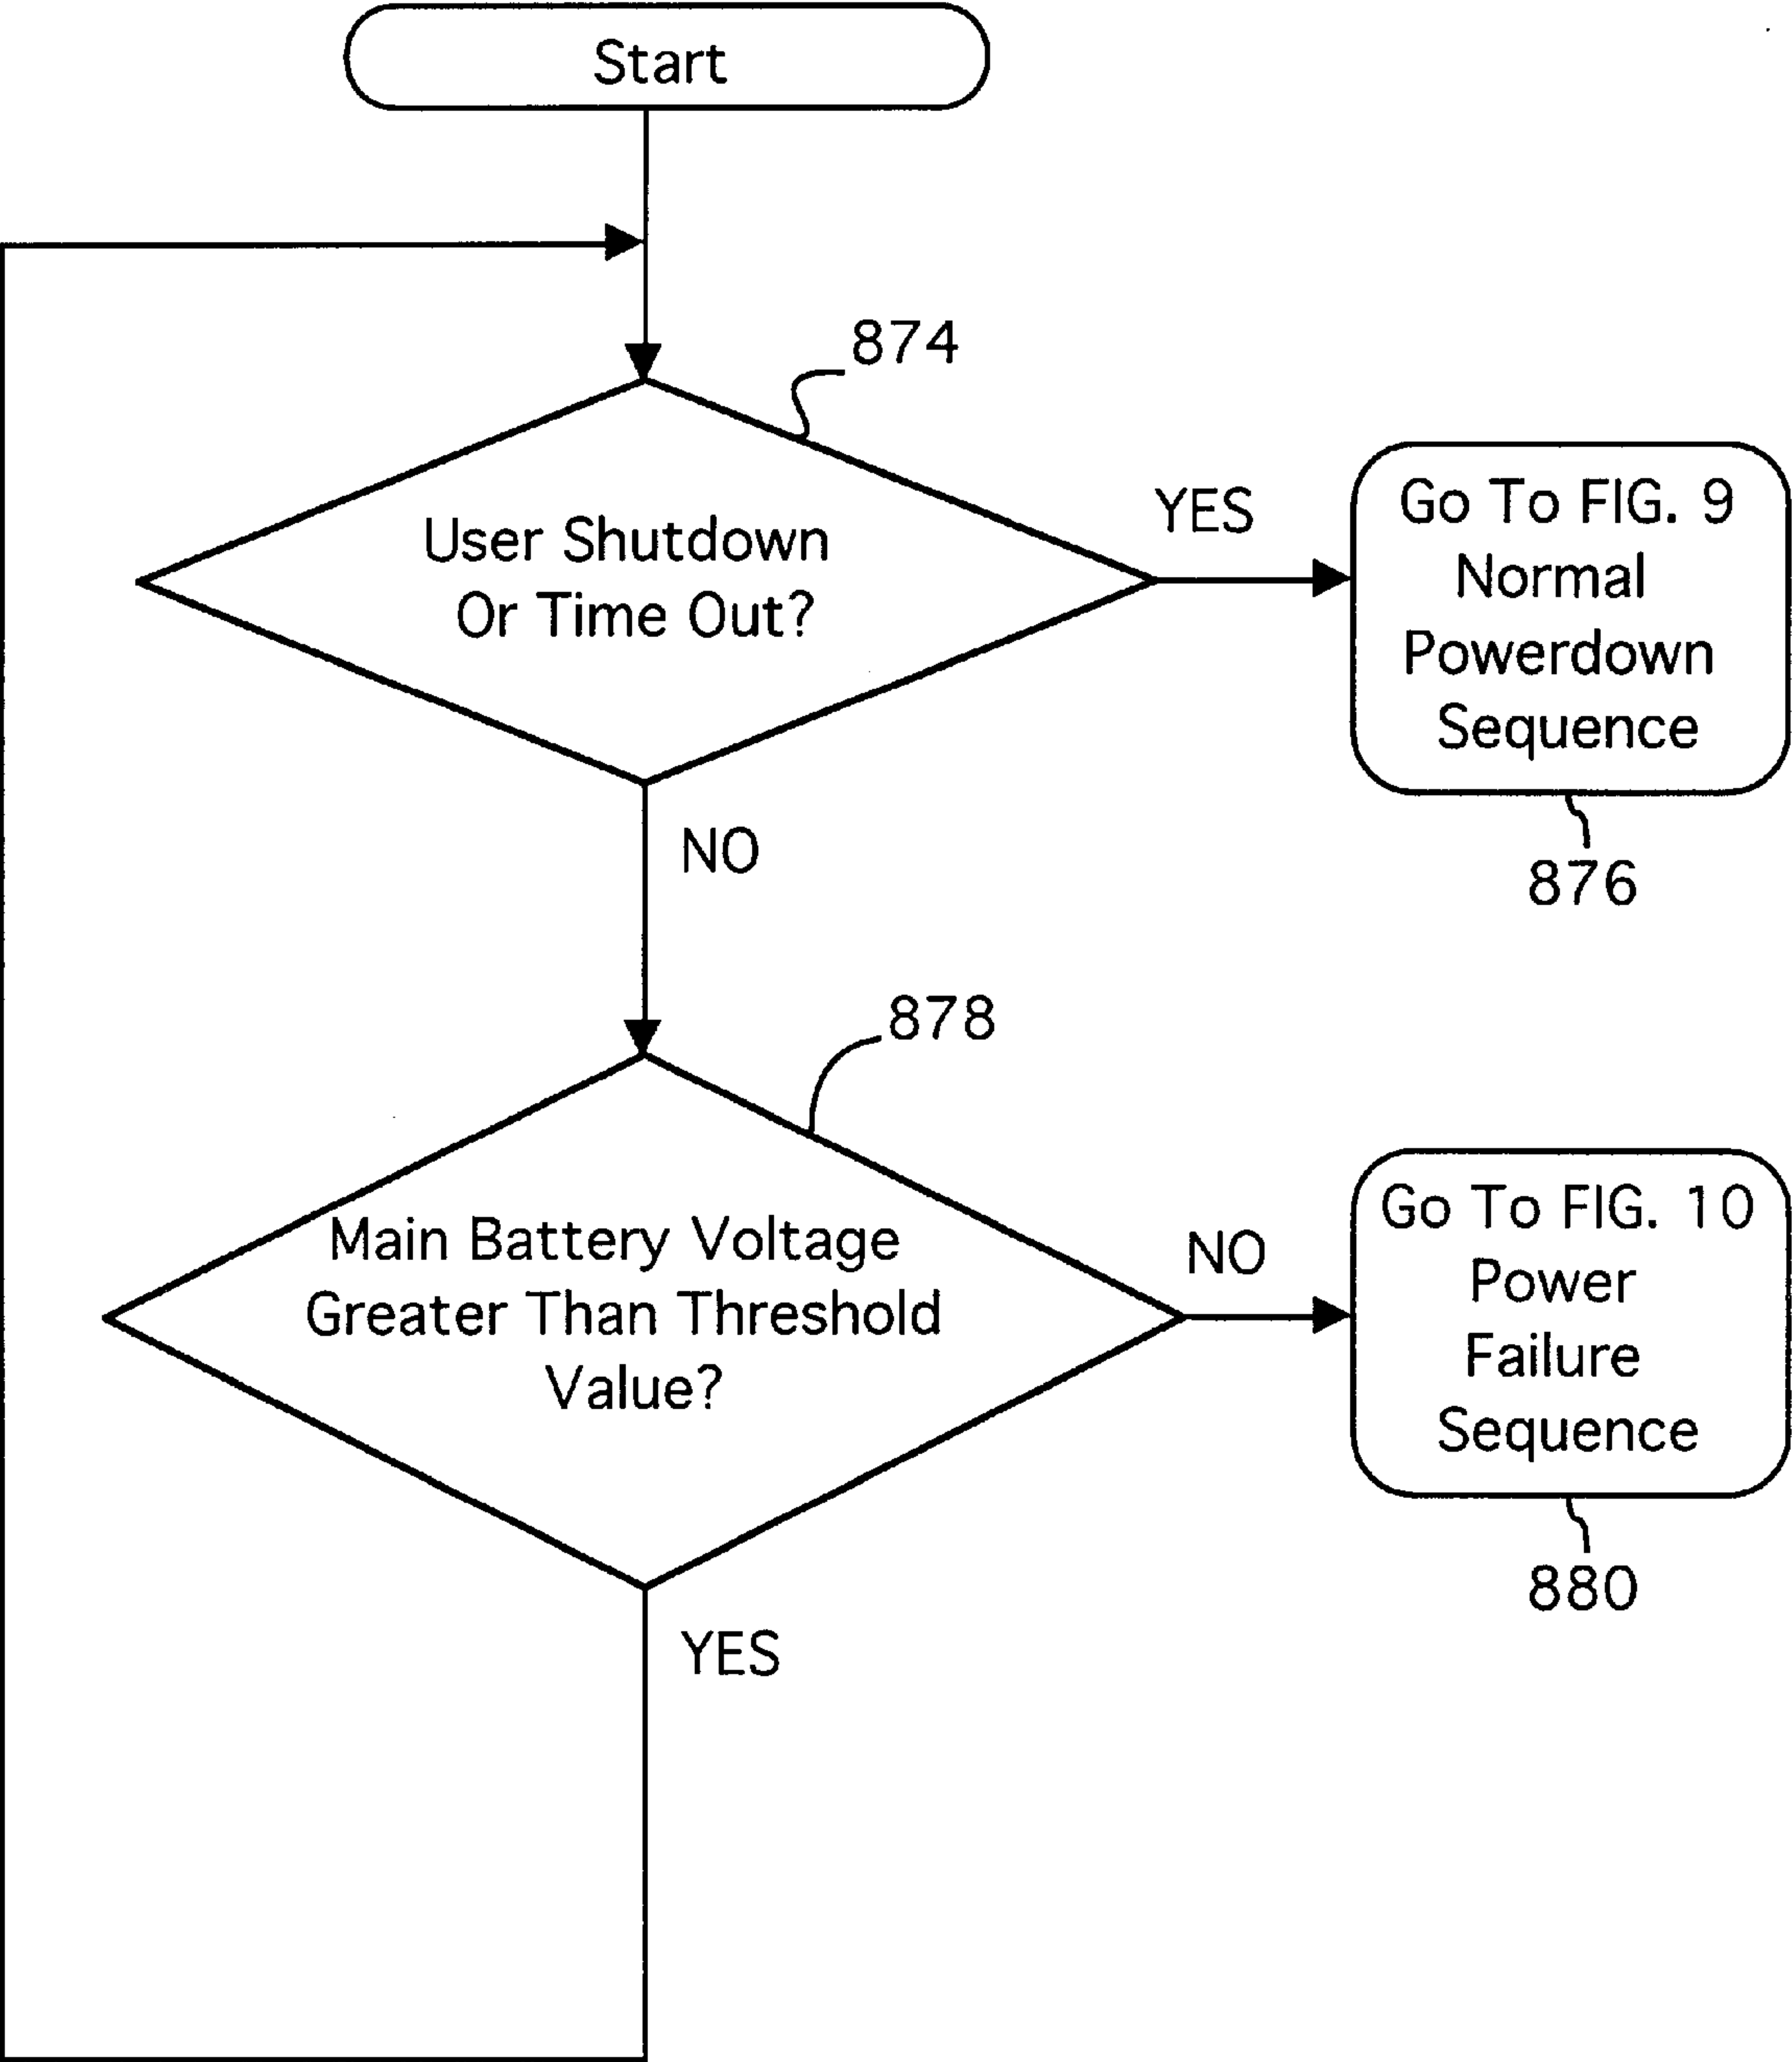 Start
874
User Shutdown
Or Time Out?
YES
Go To FIG. 9
Normal
Powerdown
Sequence
876
NO
878
Main Battery Voltage
Greater Than Threshold
Value?
NO
Go To FIG. 10
Power
Failure
Sequence
880
YES